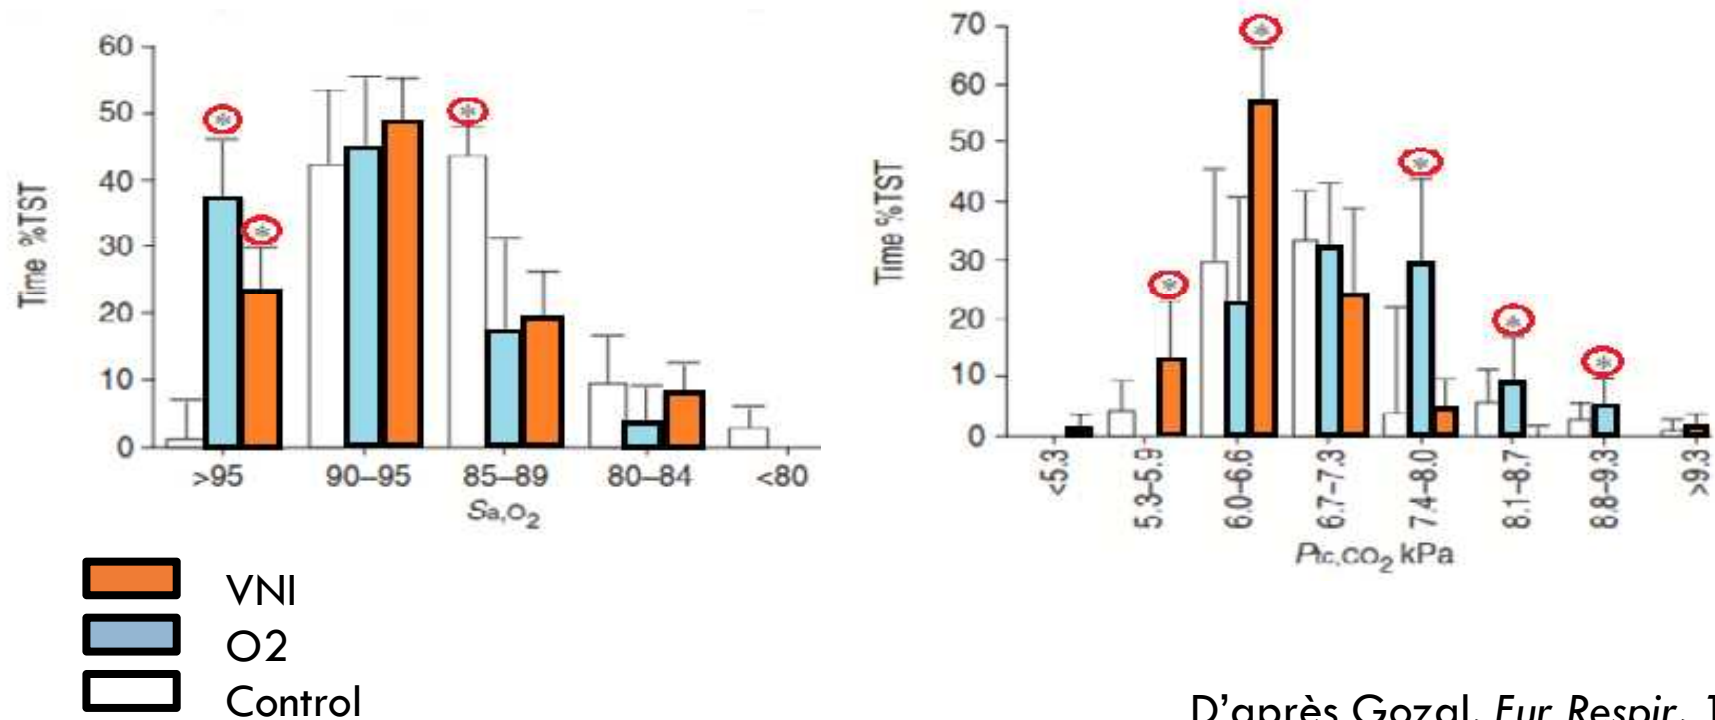 60
50
40
30
20
10
0
Time %TST
>95 90–95 85–89 80–84 <80
Sa,O2
70
60
50
40
30
20
10
0
Time %TST
<5.3 5.3–5.9 6.0–6.6 6.7–7.3 7.4–8.0 8.1–8.7 8.8–9.3 >9.3
Ptc,CO2 kPa
* * *
* * * * *
VNI
O2
Control
D'après Gozal, Eur Respir, 1